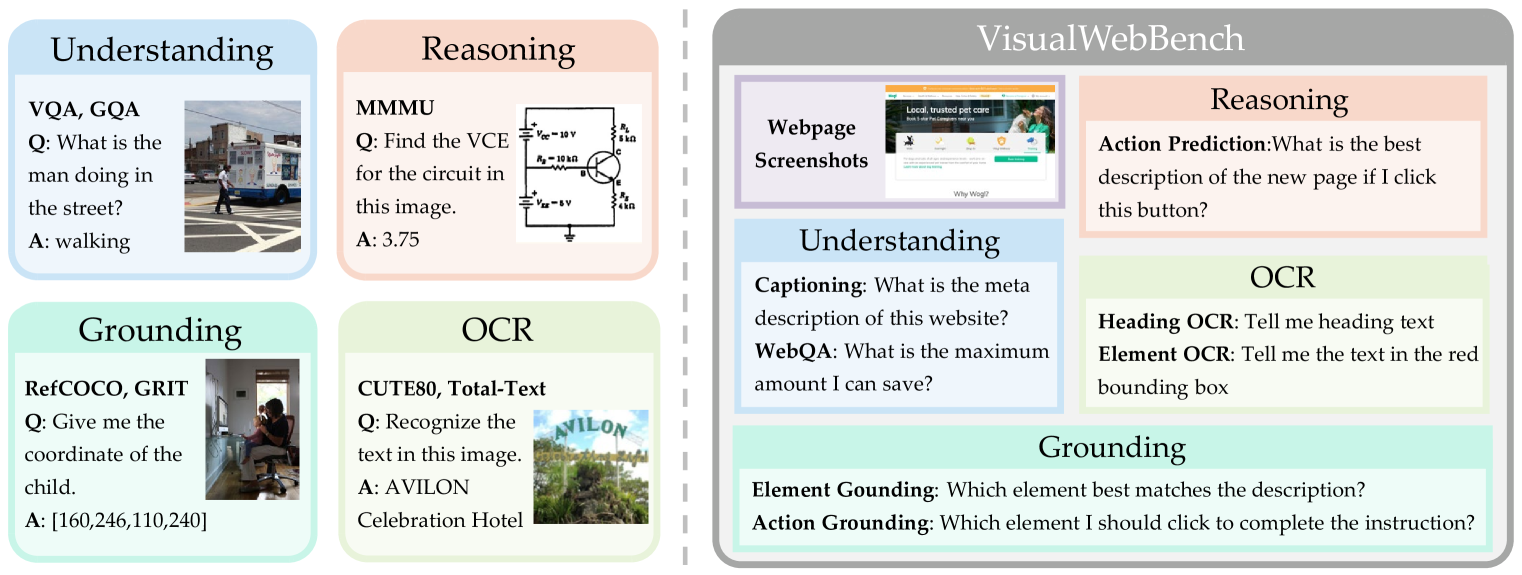 Understanding
VQA, GQA
Q: What is the
man doing in
the street?
A: walking
Reasoning
MMMU
Q: Find the VCE
for the circuit in
this image.
A: 3.75
V_CC = 10 V
R_L
5 kΩ
R_B = 10 kΩ
C
B
E
V_EE = 5 V
R_E
4 kΩ
Grounding
RefCOCO, GRIT
Q: Give me the
coordinate of the
child.
A: [160,246,110,240]
OCR
CUTE80, Total-Text
Q: Recognize the
text in this image.
A: AVILON
Celebration Hotel
AVILON
VisualWebBench
Webpage
Screenshots
Local, trusted pet care
Why Wog!?
Reasoning
Action Prediction:What is the best
description of the new page if I click
this button?
Understanding
Captioning: What is the meta
description of this website?
WebQA: What is the maximum
amount I can save?
OCR
Heading OCR: Tell me heading text
Element OCR: Tell me the text in the red
bounding box
Grounding
Element Gounding: Which element best matches the description?
Action Grounding: Which element I should click to complete the instruction?